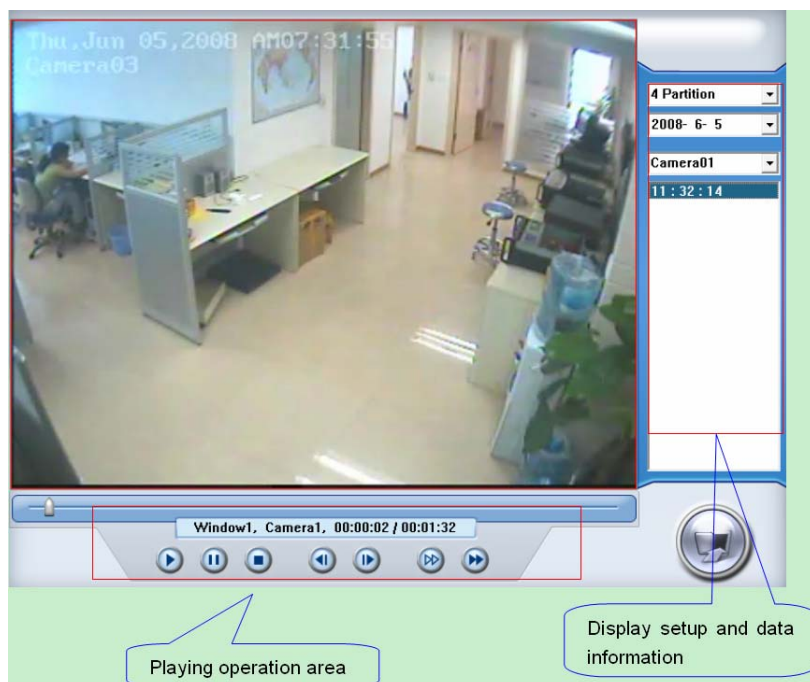 Thu,Jun 05,2008 AM07:31:55
Camera03
4 Partition
2008- 6- 5
Camera01
11:32:14
Window1, Camera1, 00:00:02 / 00:01:32
Playing operation area
Display setup and data
information